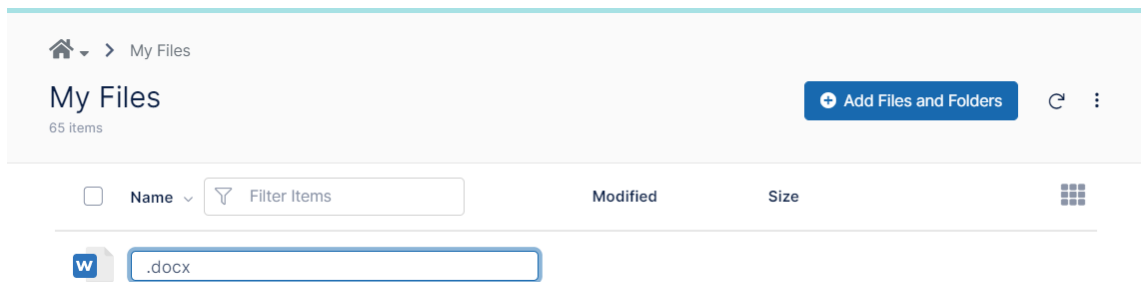 My Files
My Files
Add Files and Folders
65 items
Name Filter Items Modified Size
W .docx